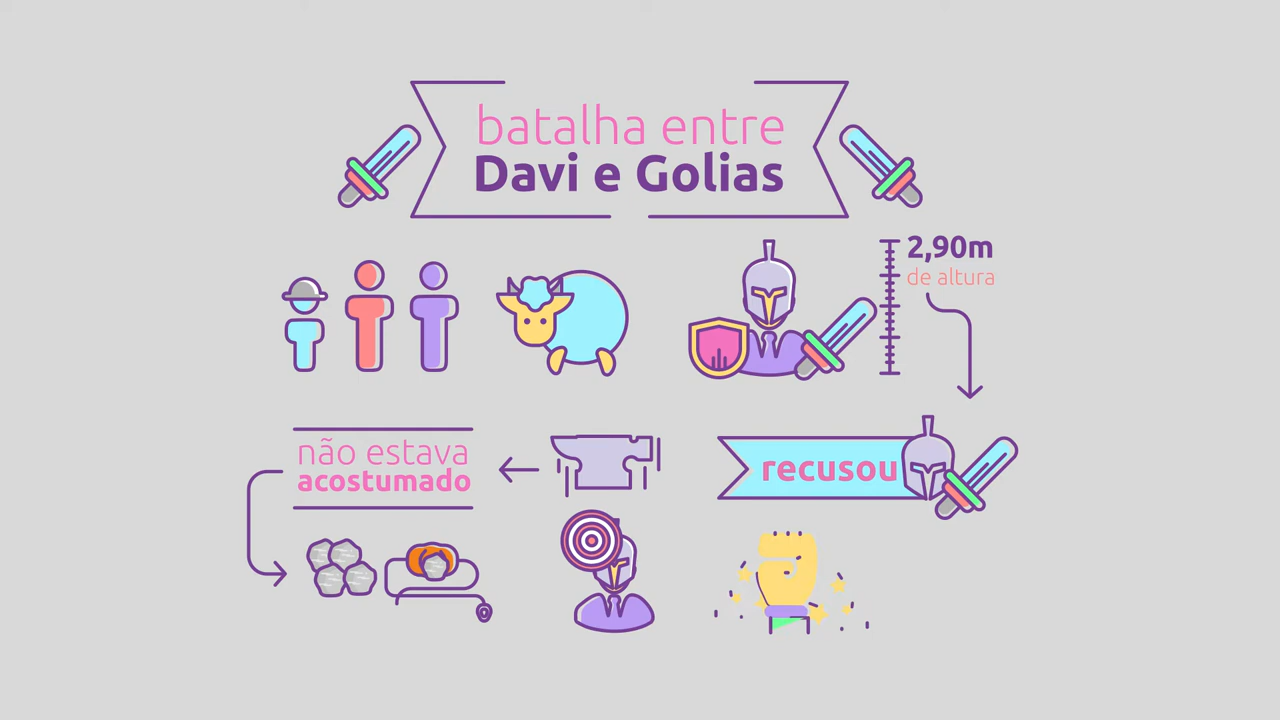 batalha entre
Davi e Golias
2,90m
de altura
não estava
acostumado
recusou